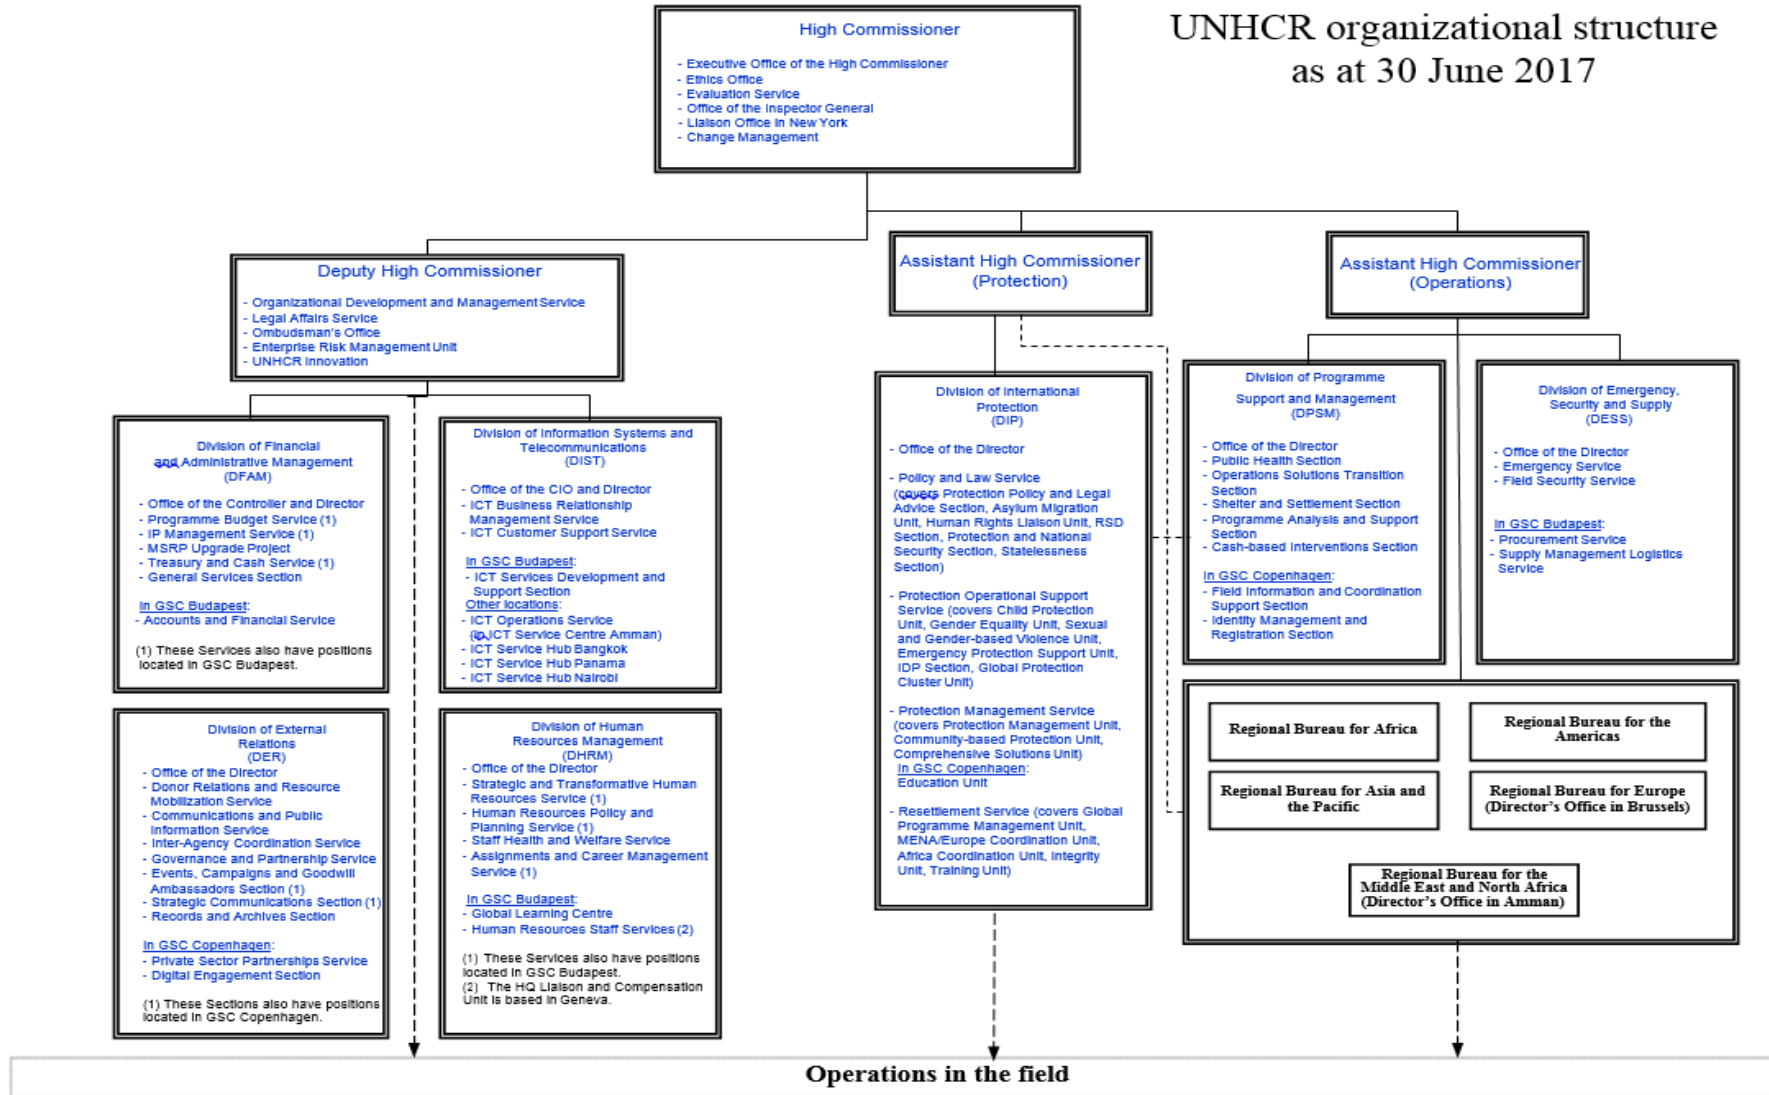 UNHCR organizational structure
as at 30 June 2017
High Commissioner
- Executive Office of the High Commissioner
- Ethics Office
- Evaluation Service
- Office of the Inspector General
- Liaison Office in New York
- Change Management
Deputy High Commissioner
- Organizational Development and Management Service
- Legal Affairs Service
- Ombudsman's Office
- Enterprise Risk Management Unit
- UNHCR Innovation
Assistant High Commissioner
(Protection)
Assistant High Commissioner
(Operations)
Division of Financial
and Administrative Management
(DFAM)
- Office of the Controller and Director
- Programme Budget Service (1)
- IP Management Service (1)
- MSRP Upgrade Project
- Treasury and Cash Service (1)
- General Services Section
In GSC Budapest:
- Accounts and Financial Service
(1) These Services also have positions
located in GSC Budapest.
Division of Information Systems and
Telecommunications
(DIST)
- Office of the CIO and Director
- ICT Business Relationship
Management Service
- ICT Customer Support Service
In GSC Budapest:
- ICT Services Development and
Support Section
Other locations:
- ICT Operations Service
(in ICT Service Centre Amman)
- ICT Service Hub Bangkok
- ICT Service Hub Panama
- ICT Service Hub Nairobi
Division of External
Relations
(DER)
- Office of the Director
- Donor Relations and Resource
Mobilization Service
- Communications and Public
Information Service
- Inter-Agency Coordination Service
- Governance and Partnership Service
- Events, Campaigns and Goodwill
Ambassadors Section (1)
- Strategic Communications Section (1)
- Records and Archives Section
In GSC Copenhagen:
- Private Sector Partnerships Service
- Digital Engagement Section
(1) These Sections also have positions
located in GSC Copenhagen.
Division of Human
Resources Management
(DHRM)
- Office of the Director
- Strategic and Transformative Human
Resources Service (1)
- Human Resources Policy and
Planning Service (1)
- Staff Health and Welfare Service
- Assignments and Career Management
Service (1)
In GSC Budapest:
- Global Learning Centre
- Human Resources Staff Services (2)
(1) These Services also have positions
located in GSC Budapest.
(2) The HQ Liaison and Compensation
Unit is based in Geneva.
Division of International
Protection
(DIP)
- Office of the Director
- Policy and Law Service
(covers Protection Policy and Legal
Advice Section, Asylum Migration
Unit, Human Rights Liaison Unit, RSD
Section, Protection and National
Security Section, Statelessness
Section)
- Protection Operational Support
Service (covers Child Protection
Unit, Gender Equality Unit, Sexual
and Gender-based Violence Unit,
Emergency Protection Support Unit,
IDP Section, Global Protection
Cluster Unit)
- Protection Management Service
(covers Protection Management Unit,
Community-based Protection Unit,
Comprehensive Solutions Unit)
In GSC Copenhagen:
Education Unit
- Resettlement Service (covers Global
Programme Management Unit,
MENA/Europe Coordination Unit,
Africa Coordination Unit, Integrity
Unit, Training Unit)
Division of Programme
Support and Management
(DPSM)
- Office of the Director
- Public Health Section
- Operations Solutions Transition
Section
- Shelter and Settlement Section
- Programme Analysis and Support
Section
- Cash-based Interventions Section
In GSC Copenhagen:
- Field Information and Coordination
Support Section
- Identity Management and
Registration Section
Division of Emergency,
Security and Supply
(DESS)
- Office of the Director
- Emergency Service
- Field Security Service
In GSC Budapest:
- Procurement Service
- Supply Management Logistics
Service
Regional Bureau for Africa
Regional Bureau for the
Americas
Regional Bureau for Asia and
the Pacific
Regional Bureau for Europe
(Director's Office in Brussels)
Regional Bureau for the
Middle East and North Africa
(Director's Office in Amman)
Operations in the field